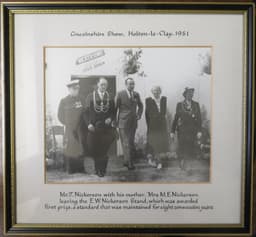 Lincolnshire Show, Holton-le-Clay, 1951
Mr. J. Nickerson with his mother, Mrs M.E. Nickerson
leaving the E.W. Nickerson Stand, which was awarded
first prize, a standard that was maintained for eight consecutive years